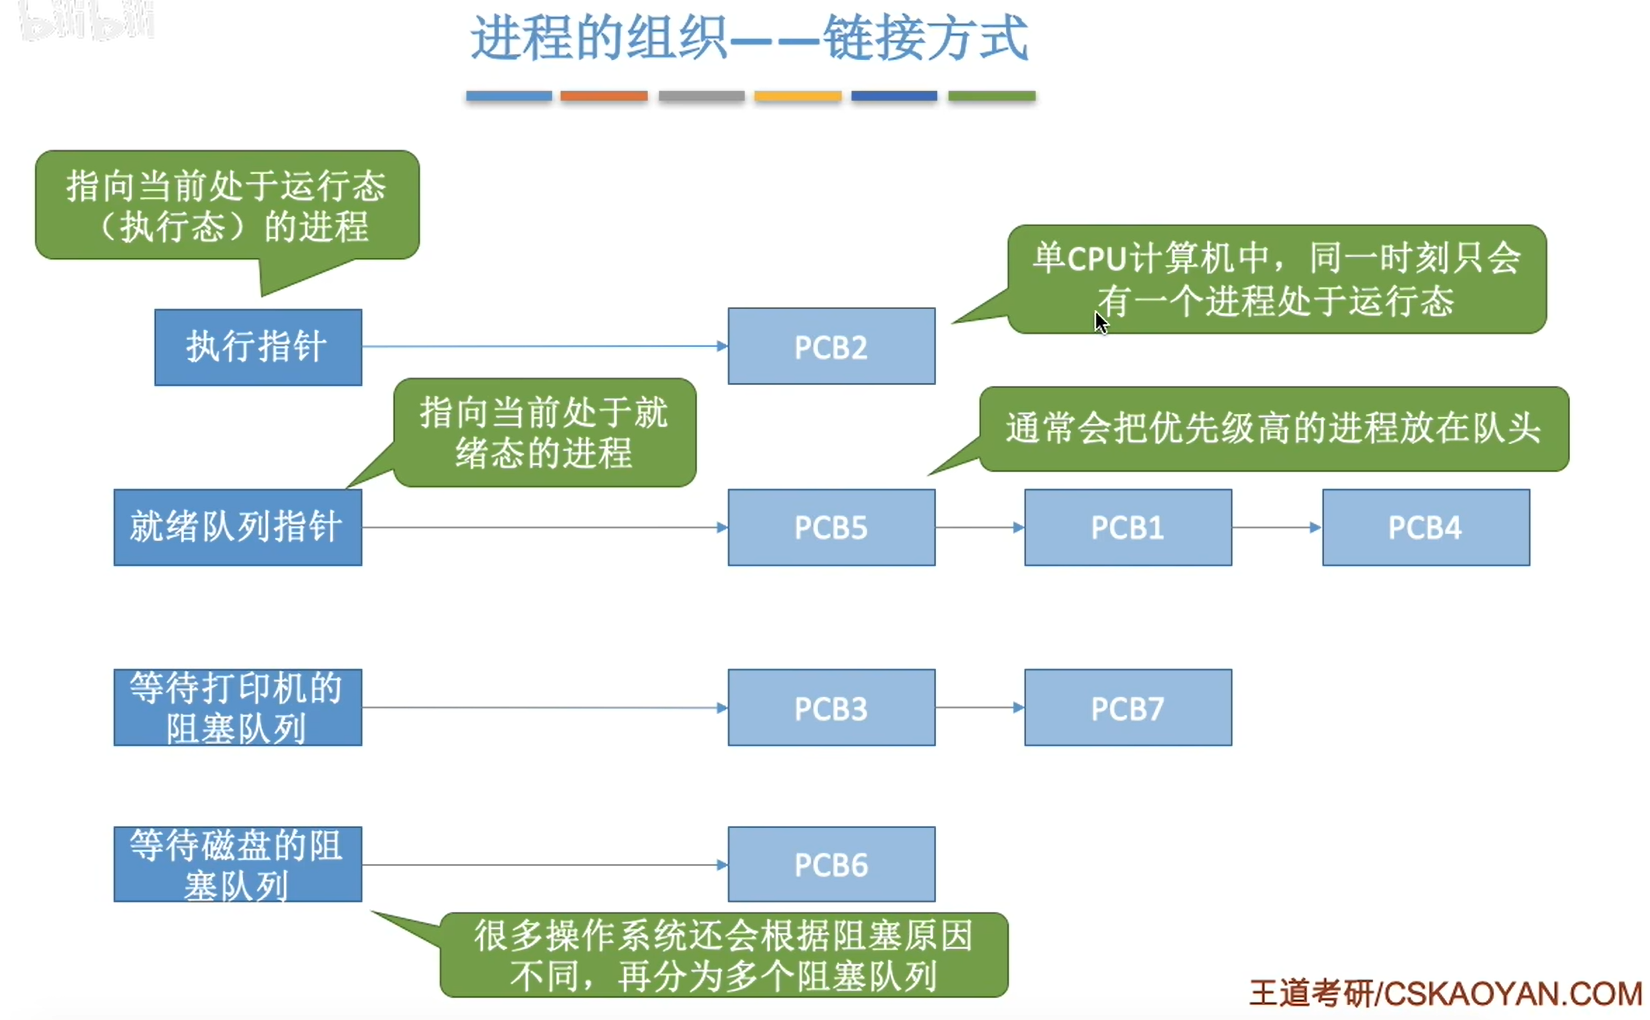 bilibili
进程的组织——链接方式
指向当前处于运行态
（执行态）的进程
单CPU计算机中，同一时刻只会
有一个进程处于运行态
执行指针
PCB2
指向当前处于就
绪态的进程
通常会把优先级高的进程放在队头
就绪队列指针
PCB5
PCB1
PCB4
等待打印机的
阻塞队列
PCB3
PCB7
等待磁盘的阻
塞队列
PCB6
很多操作系统还会根据阻塞原因
不同，再分为多个阻塞队列
王道考研/CSKAOYAN.COM